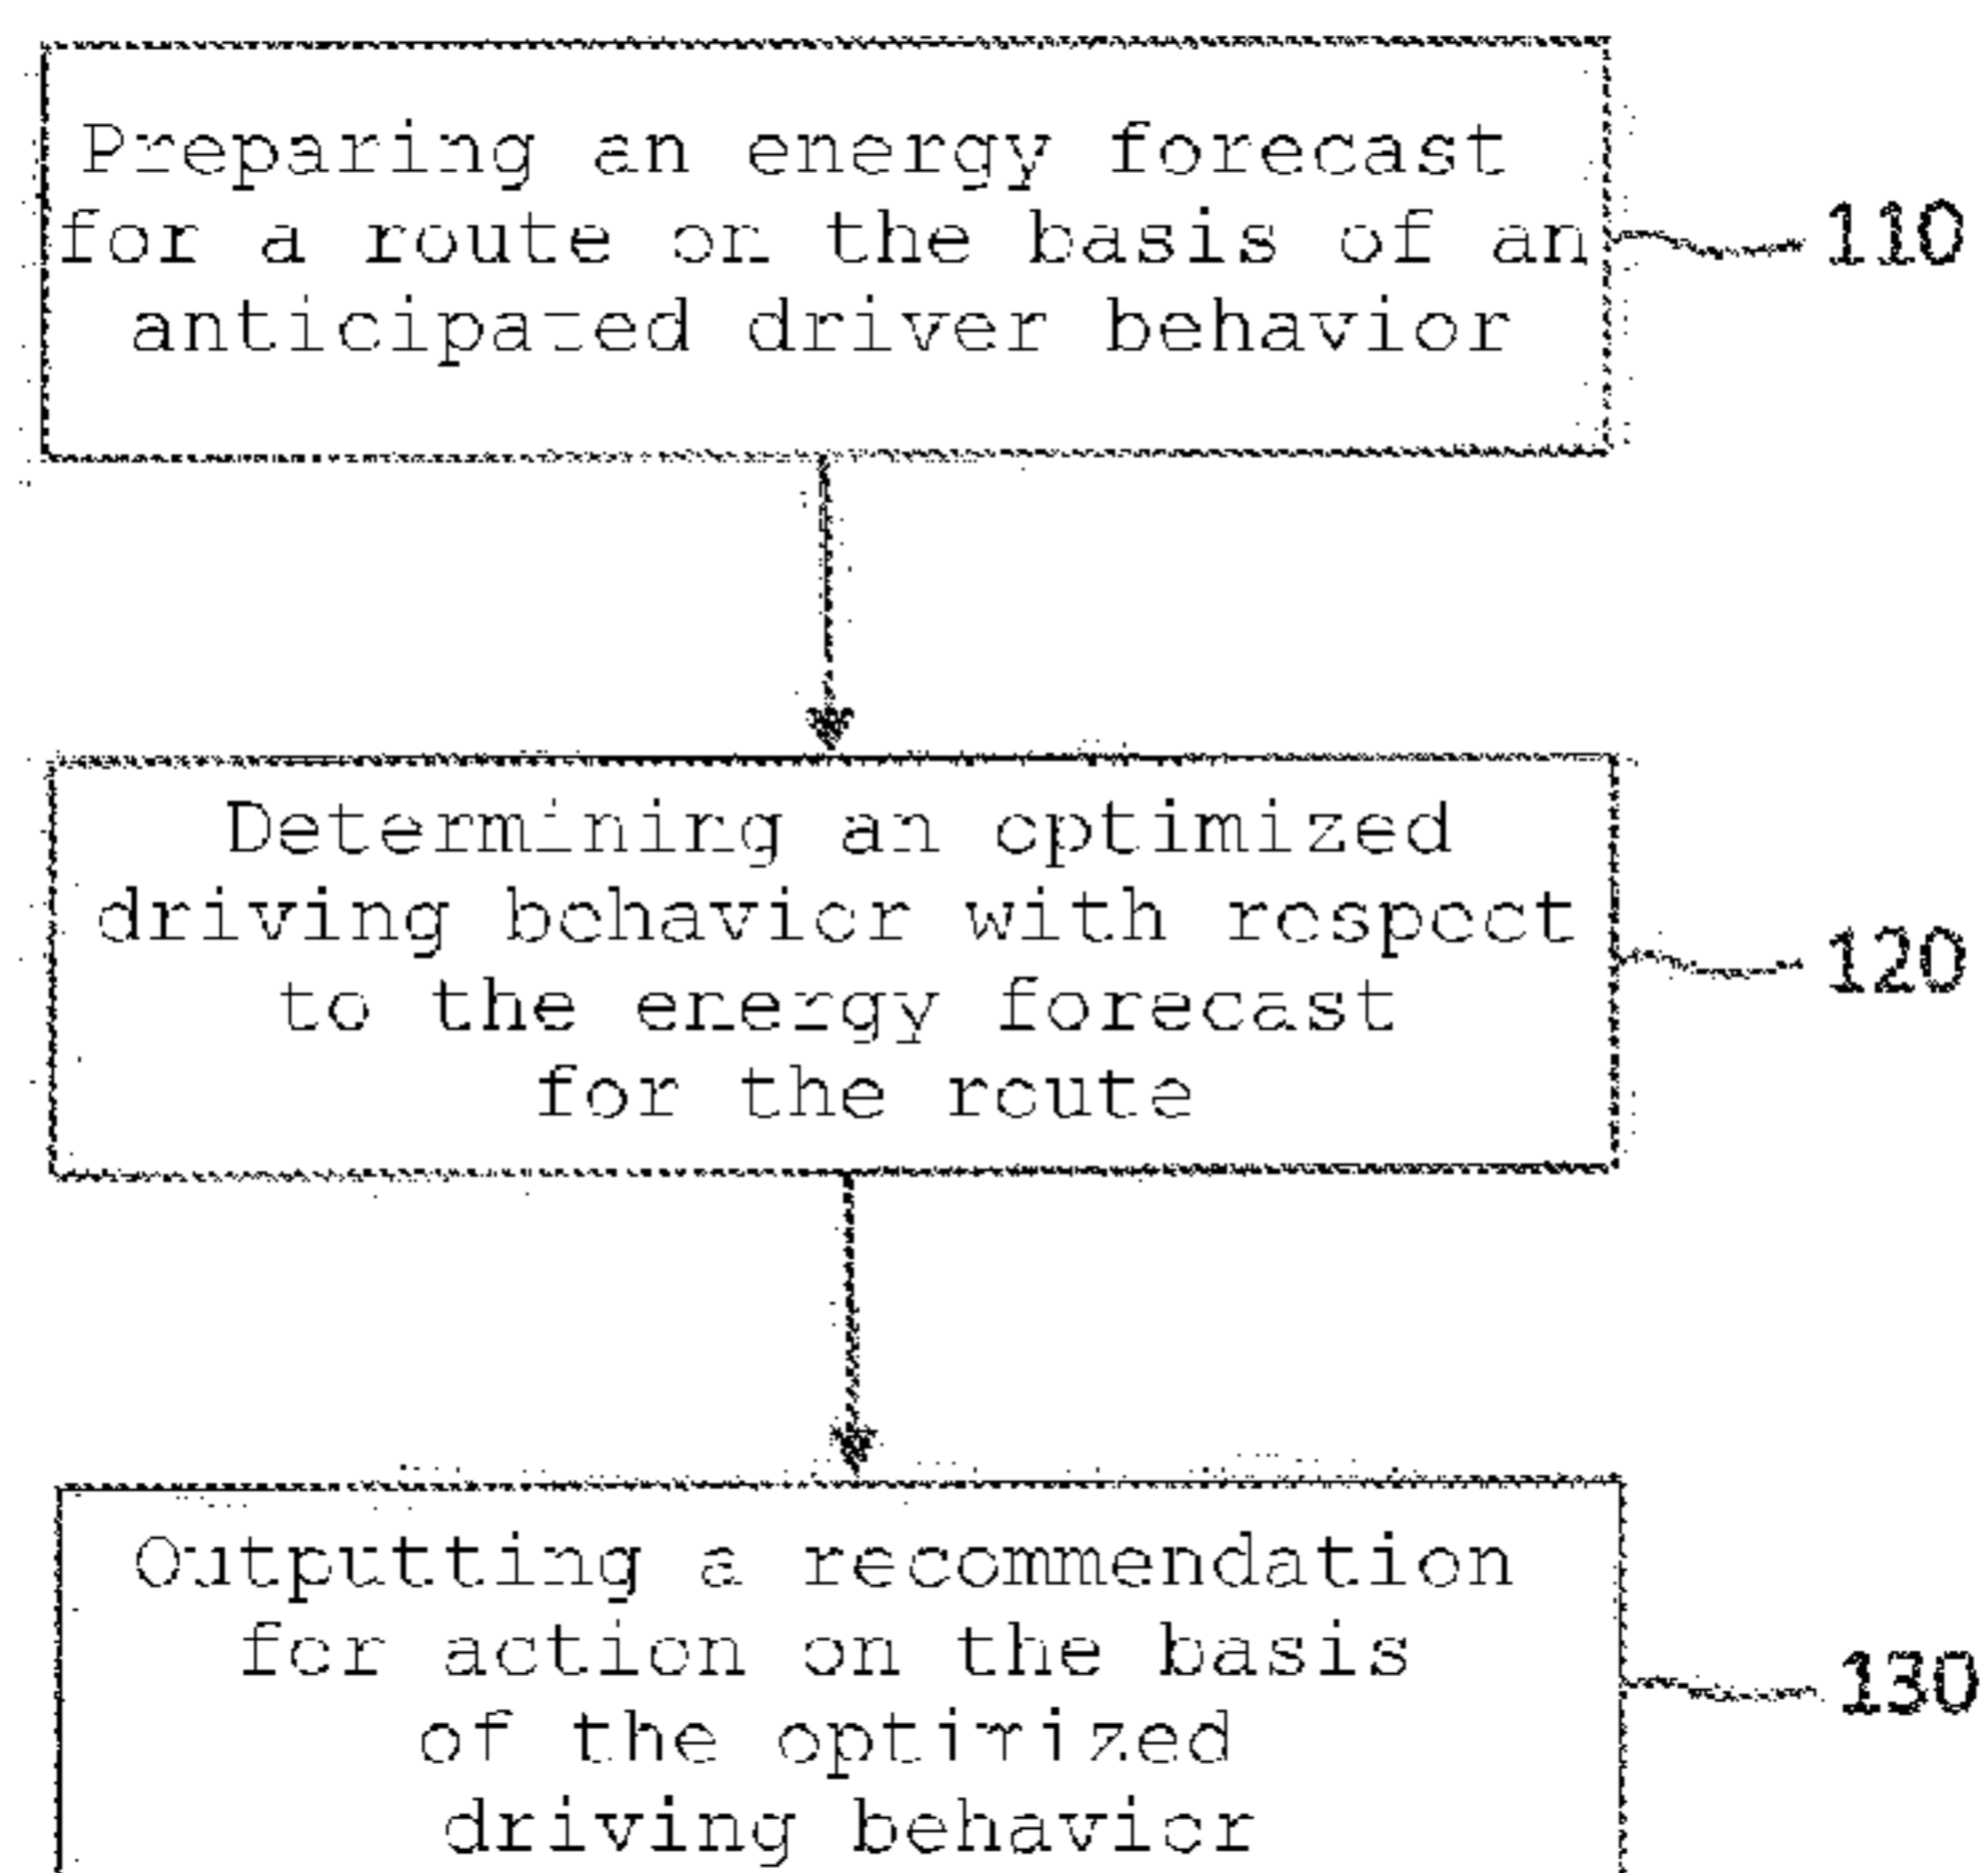 Preparing an energy forecast
for a route on the basis of an
anticipated driver behavior
110
Determining an optimized
driving behavior with respect
to the energy forecast
for the route
120
Outputting a recommendation
for action on the basis
of the optimized
driving behavior
130